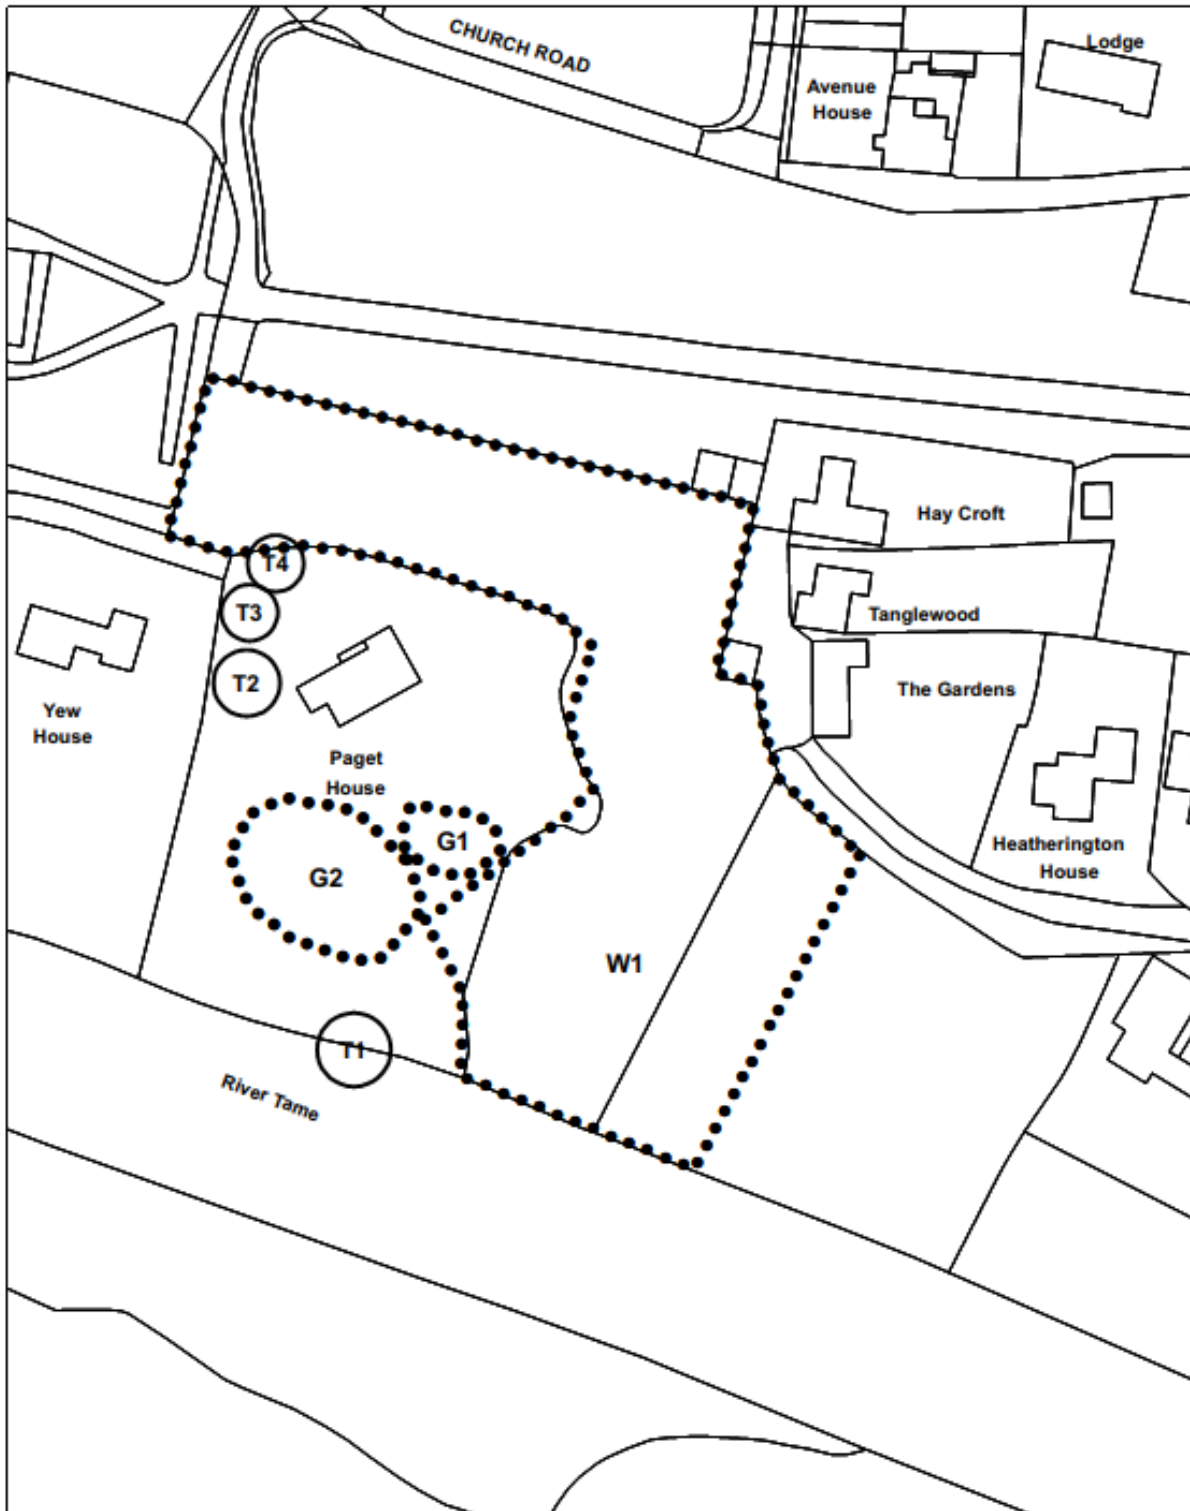 CHURCH ROAD
Lodge
Avenue
House
Hay Croft
T4
T3
Tanglewood
T2
The Gardens
Yew
House
Paget
House
G1
Heatherington
House
G2
W1
T1
River Tame